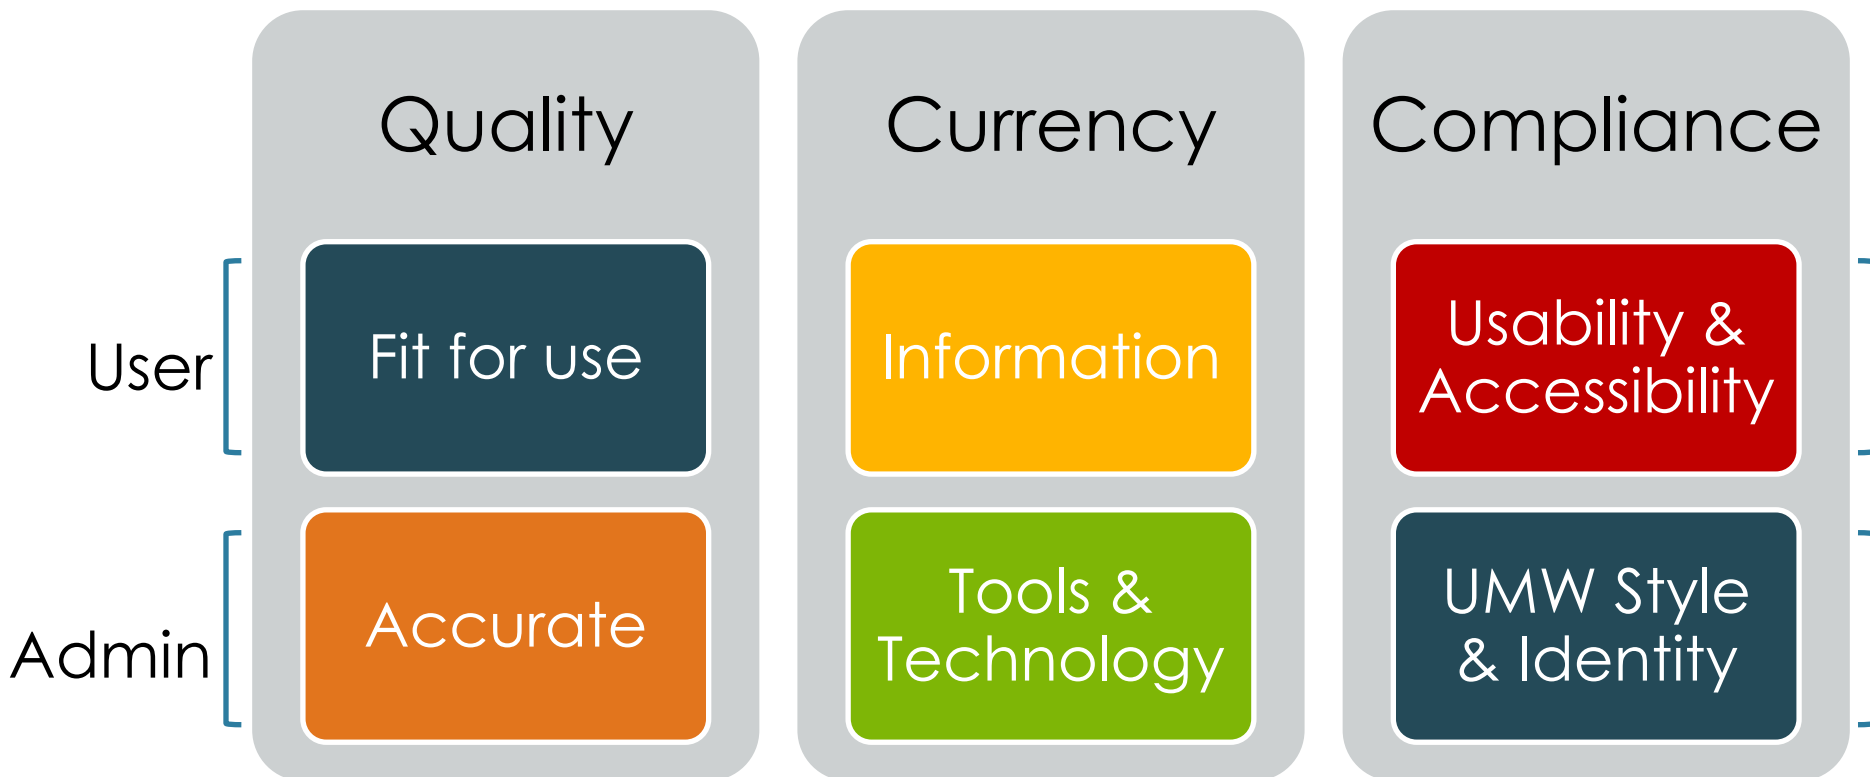 Quality
Currency
Compliance
User
Fit for use
Information
Usability &
Accessibility
Admin
Accurate
Tools &
Technology
UMW Style
& Identity